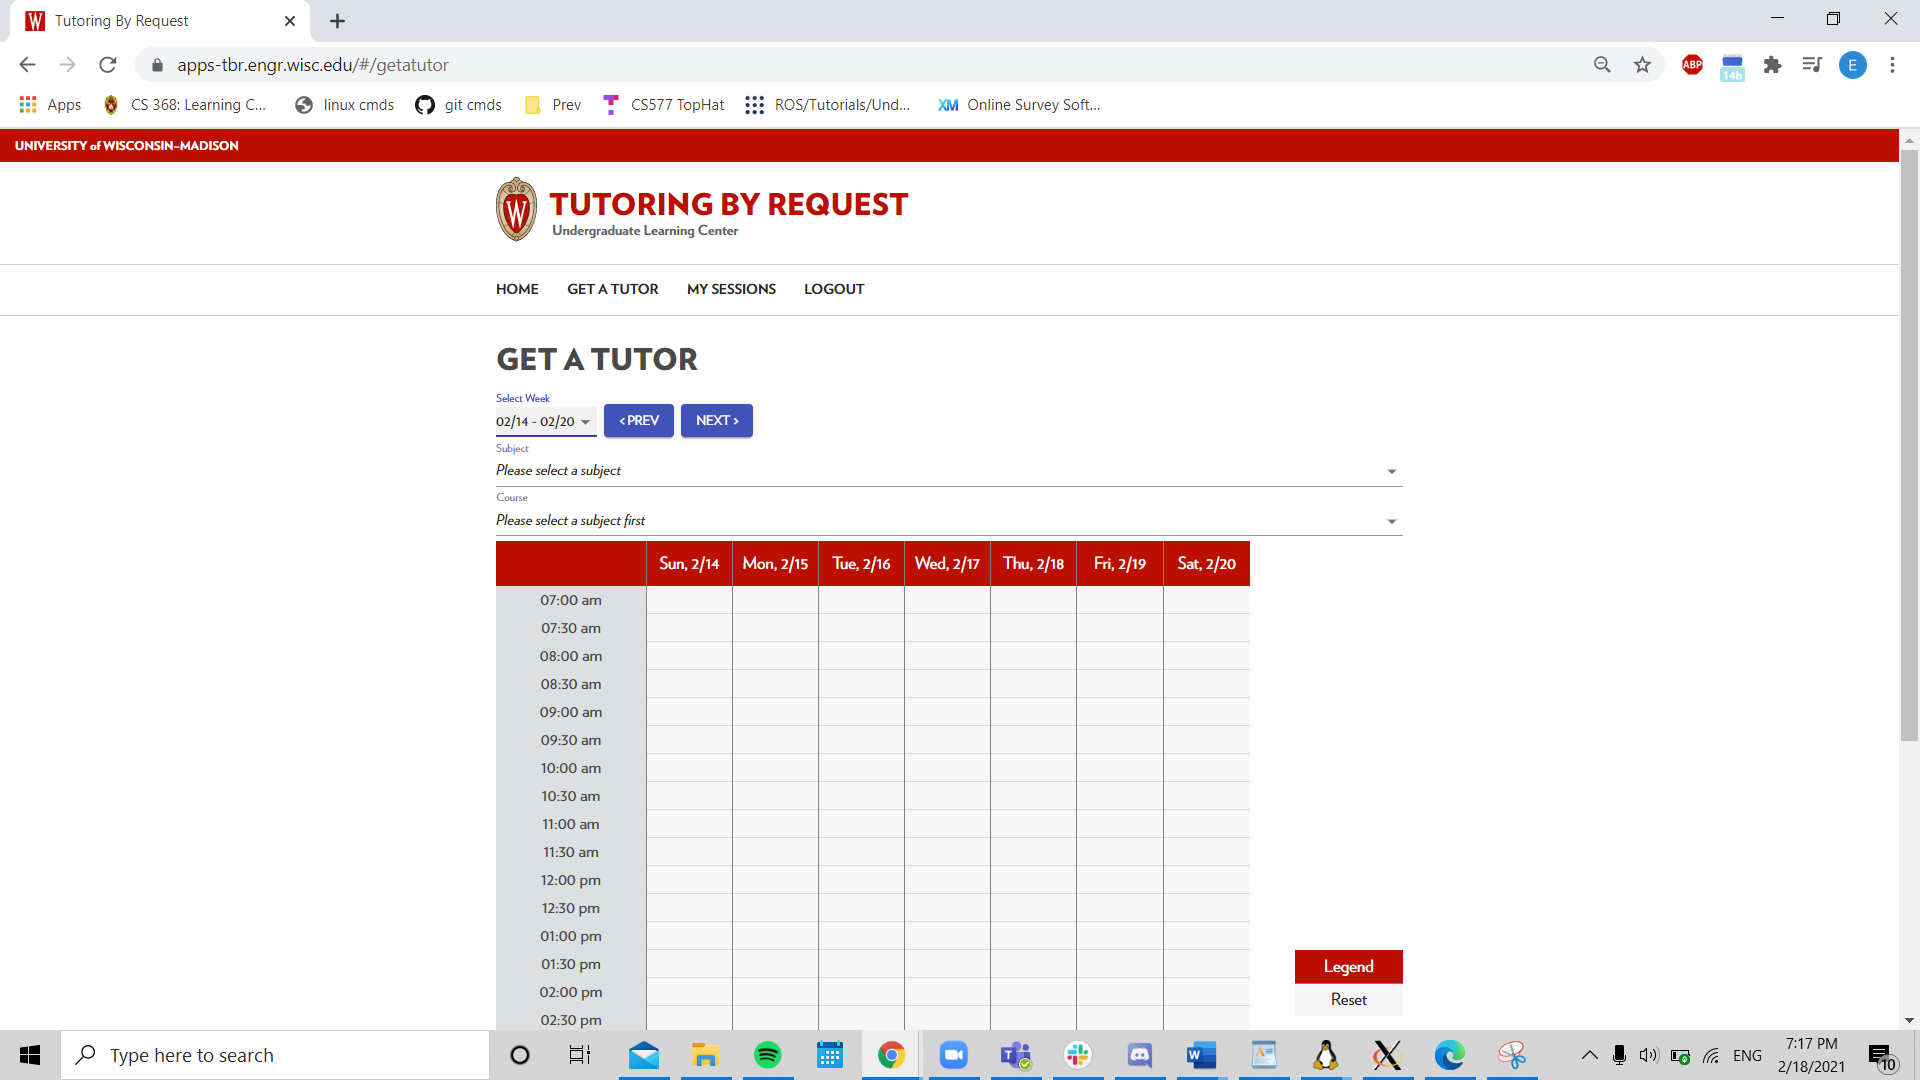 Tutoring By Request
apps-tbr.engr.wisc.edu/#/getatutor
ABP
14h
E
Apps
CS 368: Learning C...
linux cmds
git cmds
Prev
CS577 TopHat
ROS/Tutorials/Und...
XM Online Survey Soft...
UNIVERSITY of WISCONSIN–MADISON
W
TUTORING BY REQUEST
Undergraduate Learning Center
HOME
GET A TUTOR
MY SESSIONS
LOGOUT
GET A TUTOR
Select Week
02/14 - 02/20
< PREV
NEXT >
Subject
Please select a subject
Course
Please select a subject first
Sun, 2/14 Mon, 2/15 Tue, 2/16 Wed, 2/17 Thu, 2/18 Fri, 2/19 Sat, 2/20
07:00 am
07:30 am
08:00 am
08:30 am
09:00 am
09:30 am
10:00 am
10:30 am
11:00 am
11:30 am
12:00 pm
12:30 pm
01:00 pm
01:30 pm
02:00 pm
02:30 pm
Legend
Reset
Type here to search
ENG
7:17 PM
2/18/2021
10